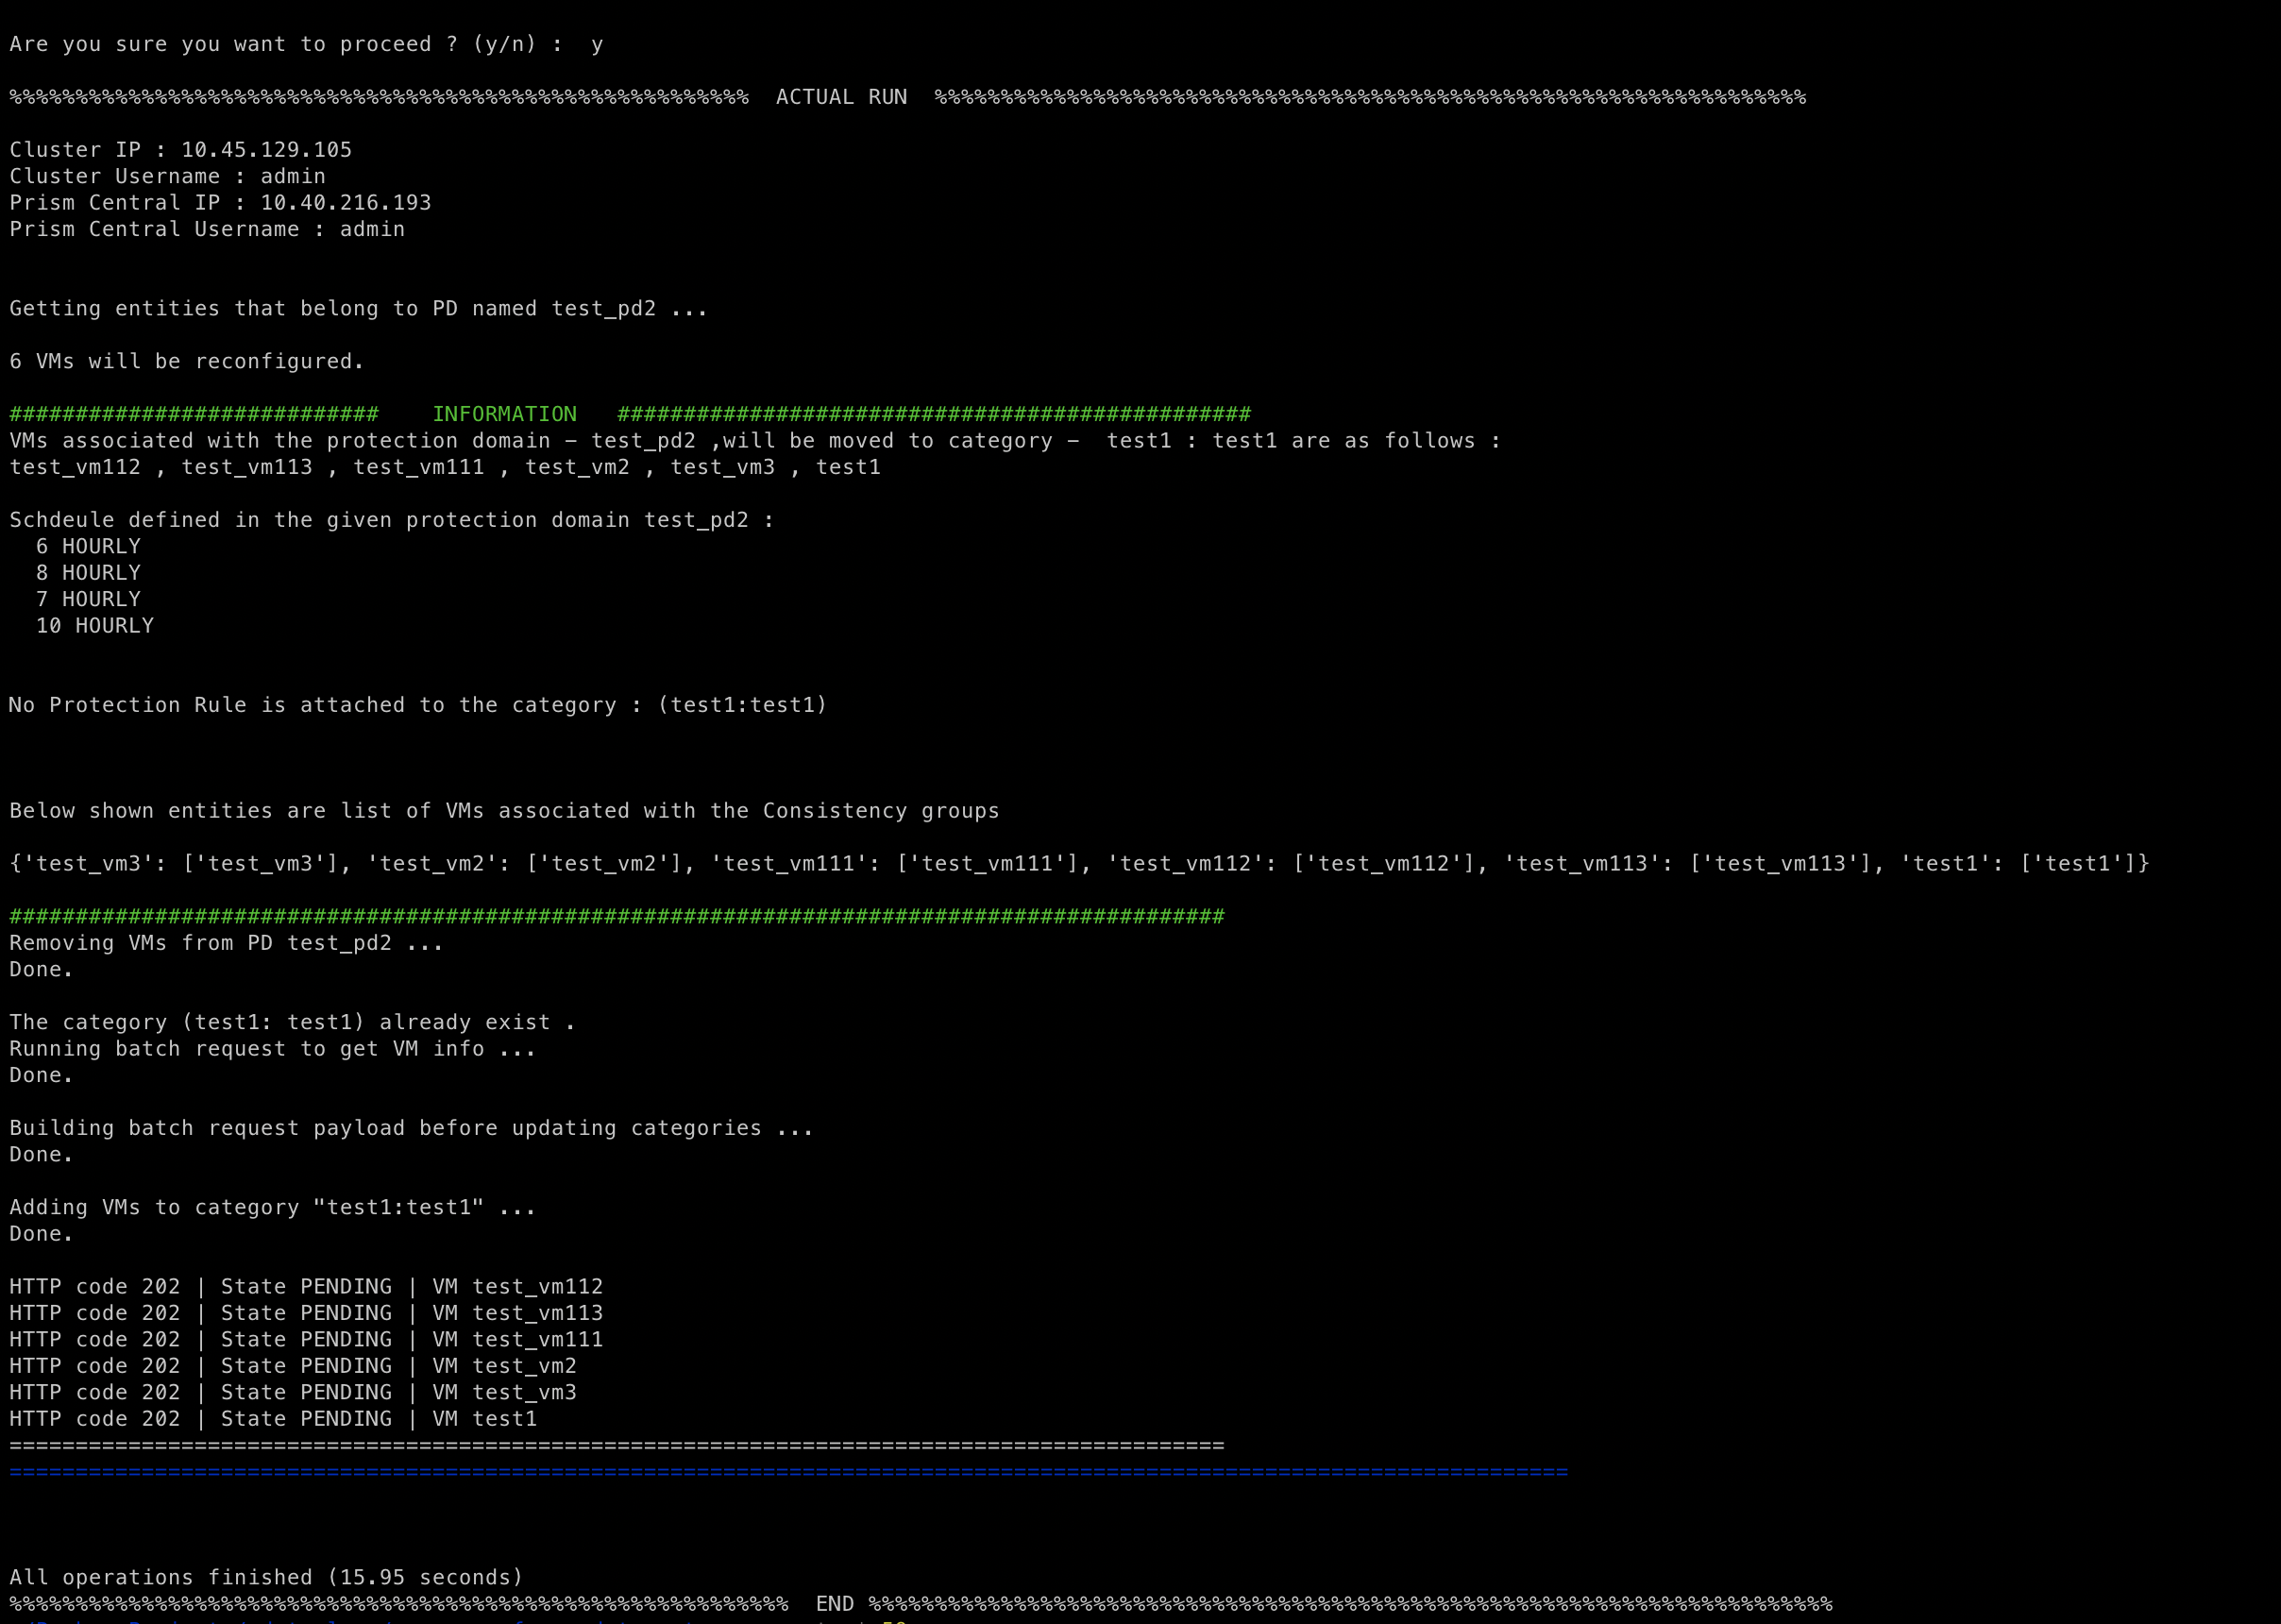 Are you sure you want to proceed ? (y/n) :  y
%%%%%%%%%%%%%%%%%%%%%%%%%%%%%%%%%%%%%%%%%%%%%%%%%%%%%%%%  ACTUAL RUN  %%%%%%%%%%%%%%%%%%%%%%%%%%%%%%%%%%%%%%%%%%%%%%%%%%%%%%%%%%%%%%%%%%
Cluster IP : 10.45.129.105
Cluster Username : admin
Prism Central IP : 10.40.216.193
Prism Central Username : admin
Getting entities that belong to PD named test_pd2 ...
6 VMs will be reconfigured.
############################    INFORMATION   ################################################
VMs associated with the protection domain – test_pd2 ,will be moved to category –  test1 : test1 are as follows :
test_vm112 , test_vm113 , test_vm111 , test_vm2 , test_vm3 , test1
Schdeule defined in the given protection domain test_pd2 :
6 HOURLY
8 HOURLY
7 HOURLY
10 HOURLY
No Protection Rule is attached to the category : (test1:test1)
Below shown entities are list of VMs associated with the Consistency groups
{'test_vm3': ['test_vm3'], 'test_vm2': ['test_vm2'], 'test_vm111': ['test_vm111'], 'test_vm112': ['test_vm112'], 'test_vm113': ['test_vm113'], 'test1': ['test1']}
############################################################################################
Removing VMs from PD test_pd2 ...
Done.
The category (test1: test1) already exist .
Running batch request to get VM info ...
Done.
Building batch request payload before updating categories ...
Done.
Adding VMs to category "test1:test1" ...
Done.
HTTP code 202 | State PENDING | VM test_vm112
HTTP code 202 | State PENDING | VM test_vm113
HTTP code 202 | State PENDING | VM test_vm111
HTTP code 202 | State PENDING | VM test_vm2
HTTP code 202 | State PENDING | VM test_vm3
HTTP code 202 | State PENDING | VM test1
============================================================================================
======================================================================================================================
All operations finished (15.95 seconds)
%%%%%%%%%%%%%%%%%%%%%%%%%%%%%%%%%%%%%%%%%%%%%%%%%%%%%%%%%%%  END %%%%%%%%%%%%%%%%%%%%%%%%%%%%%%%%%%%%%%%%%%%%%%%%%%%%%%%%%%%%%%%%%%%%%%%%%%%